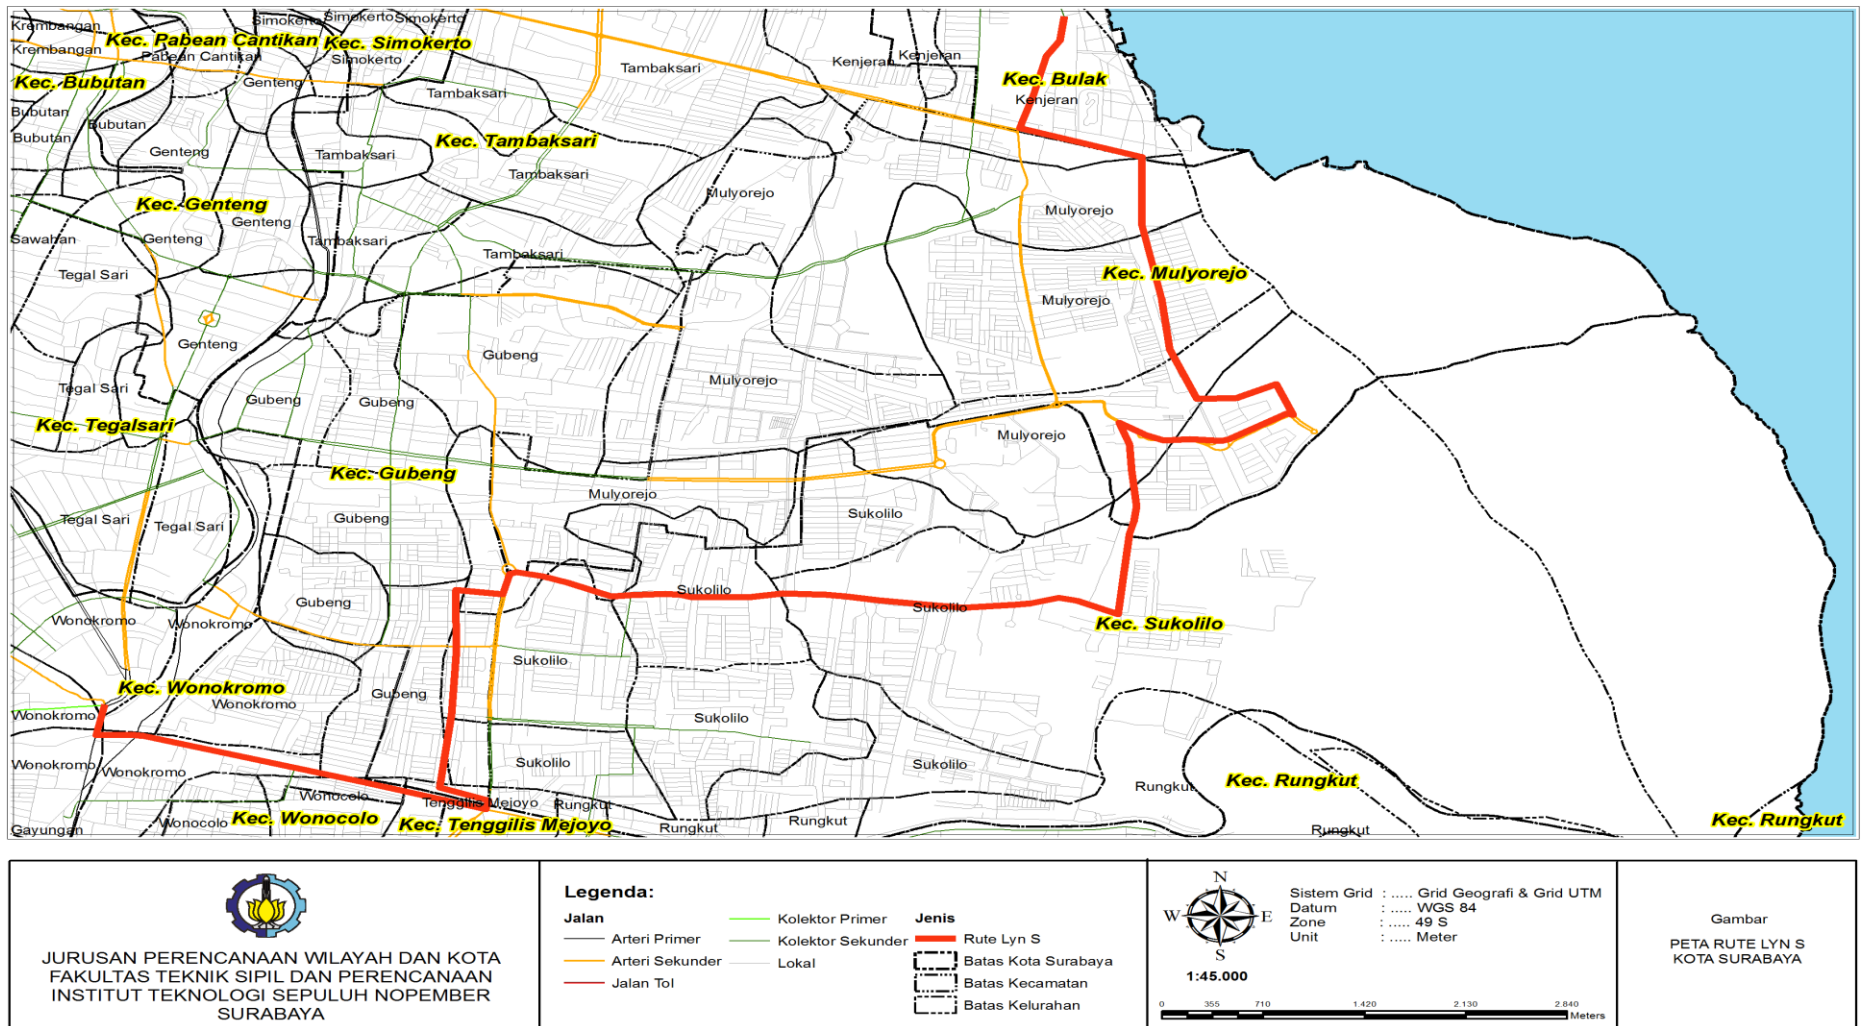 Krembangan
Simokerto
Simokerto
Simokerto
Kec. Pabean Cantikan
Kec. Simokerto
Krembangan
Pabean Cantikan
Simokerto
Kenjeran
Kenjeran
Tambaksari
Kec. Bulak
Kec. Bubutan
Genteng
Tambaksari
Kenjeran
Bubutan
Bubutan
Bubutan
Kec. Tambaksari
Genteng
Tambaksari
Tambaksari
Mulyorejo
Kec. Genteng
Genteng
Mulyorejo
Sawahan
Genteng
Tambaksari
Tambaksari
Tegal Sari
Kec. Mulyorejo
Mulyorejo
Genteng
Gubeng
Tegal Sari
Mulyorejo
Gubeng
Gubeng
Kec. Tegalsari
Mulyorejo
Kec. Gubeng
Mulyorejo
Tegal Sari
Tegal Sari
Gubeng
Sukolilo
Sukolilo
Gubeng
Sukolilo
Wonokromo
Wonokromo
Kec. Sukolilo
Sukolilo
Kec. Wonokromo
Gubeng
Wonokromo
Wonokromo
Sukolilo
Wonokromo
Wonokromo
Sukolilo
Sukolilo
Rungkut
Kec. Rungkut
Wonocolo
Tenggilis Mejoyo
Rungkut
Gayungan
Wonocolo
Kec. Wonocolo
Kec. Tenggilis Mejoyo
Rungkut
Rungkut
Rungkut
Kec. Rungkut
JURUSAN PERENCANAAN WILAYAH DAN KOTA
FAKULTAS TEKNIK SIPIL DAN PERENCANAAN
INSTITUT TEKNOLOGI SEPULUH NOPEMBER
SURABAYA
Legenda:
Jalan
Arteri Primer
Arteri Sekunder
Jalan Tol
Kolektor Primer
Kolektor Sekunder
Lokal
Jenis
Rute Lyn S
Batas Kota Surabaya
Batas Kecamatan
Batas Kelurahan
N
W
E
S
1:45.000
Sistem Grid : ..... Grid Geografi & Grid UTM
Datum : ..... WGS 84
Zone : ..... 49 S
Unit : ..... Meter
0 355 710 1.420 2.130 2.840
Meters
Gambar
PETA RUTE LYN S
KOTA SURABAYA